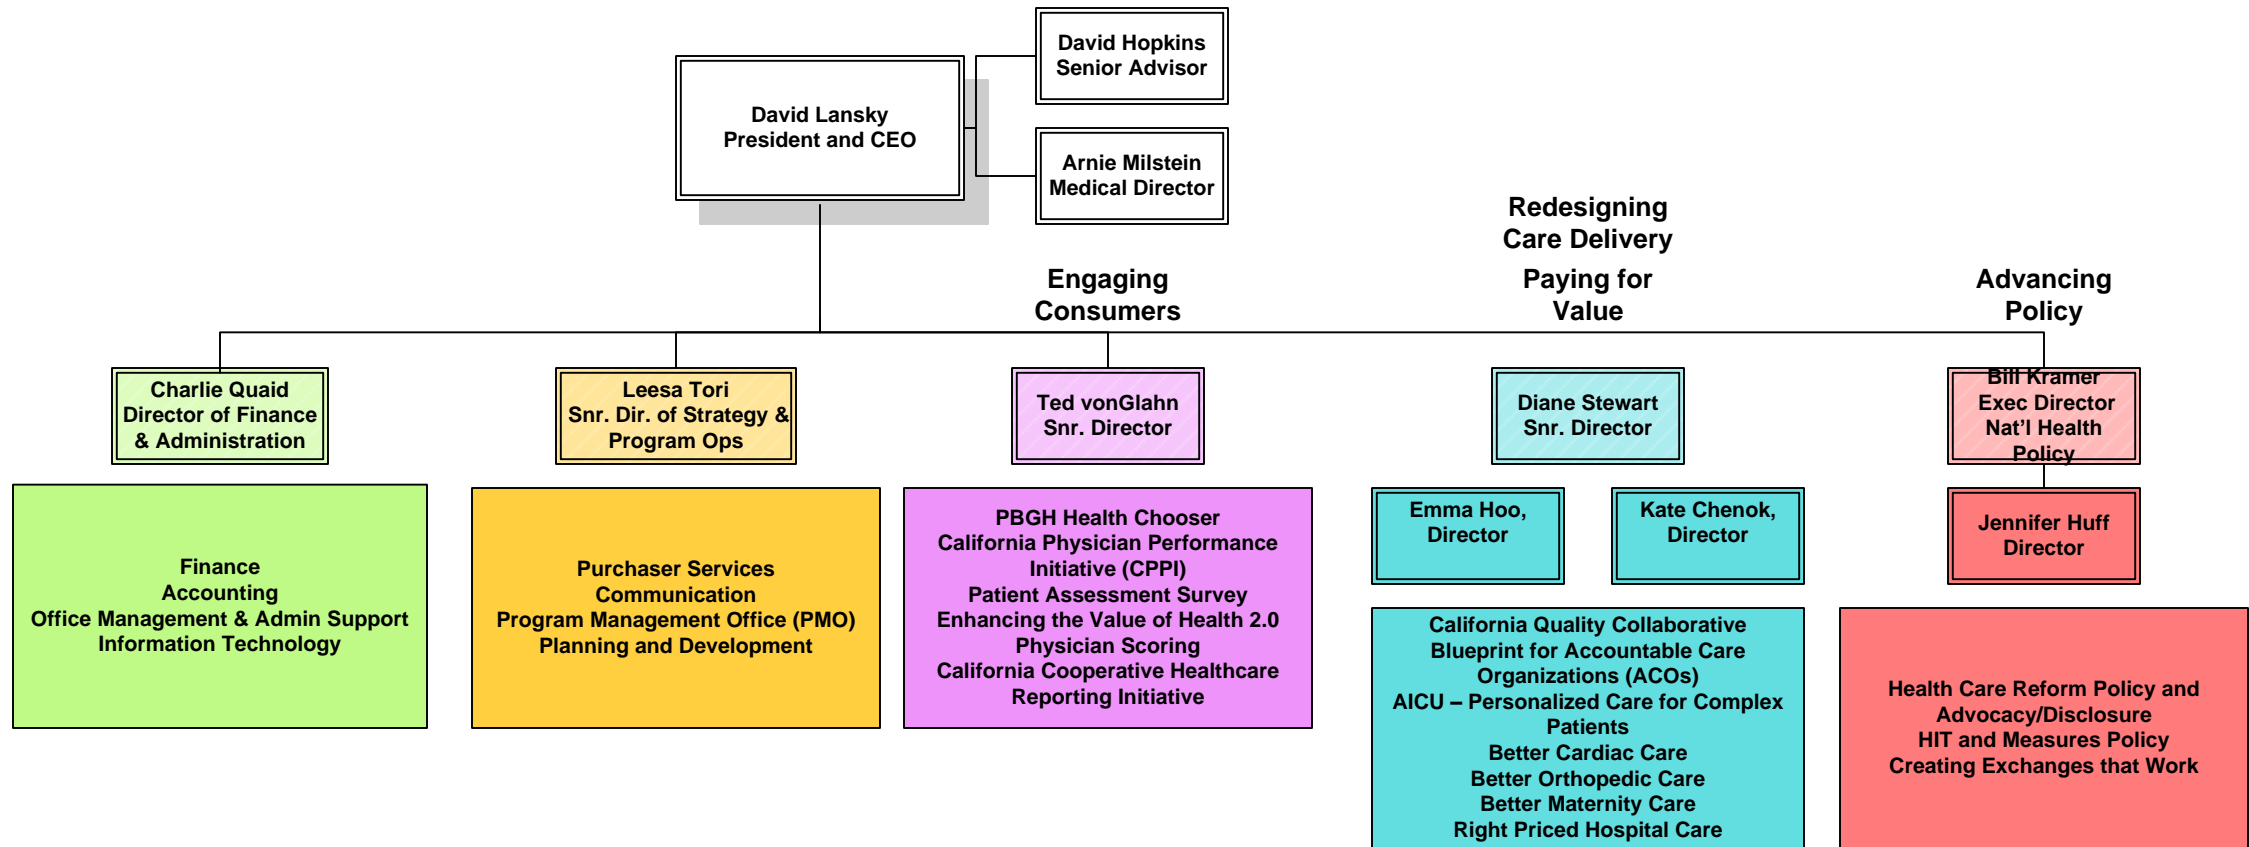 David Hopkins
Senior Advisor
David Lansky
President and CEO
Arnie Milstein
Medical Director
Redesigning
Care Delivery
Engaging
Consumers
Paying for
Value
Advancing
Policy
Charlie Quaid
Director of Finance
& Administration
Leesa Tori
Snr. Dir. of Strategy &
Program Ops
Ted vonGlahn
Snr. Director
Diane Stewart
Snr. Director
Bill Kramer
Exec Director
Nat’l Health
Policy
Finance
Accounting
Office Management & Admin Support
Information Technology
Purchaser Services
Communication
Program Management Office (PMO)
Planning and Development
PBGH Health Chooser
California Physician Performance
Initiative (CPPI)
Patient Assessment Survey
Enhancing the Value of Health 2.0
Physician Scoring
California Cooperative Healthcare
Reporting Initiative
Emma Hoo,
Director
Kate Chenok,
Director
Jennifer Huff
Director
California Quality Collaborative
Blueprint for Accountable Care
Organizations (ACOs)
AICU – Personalized Care for Complex
Patients
Better Cardiac Care
Better Orthopedic Care
Better Maternity Care
Right Priced Hospital Care
Health Care Reform Policy and
Advocacy/Disclosure
HIT and Measures Policy
Creating Exchanges that Work